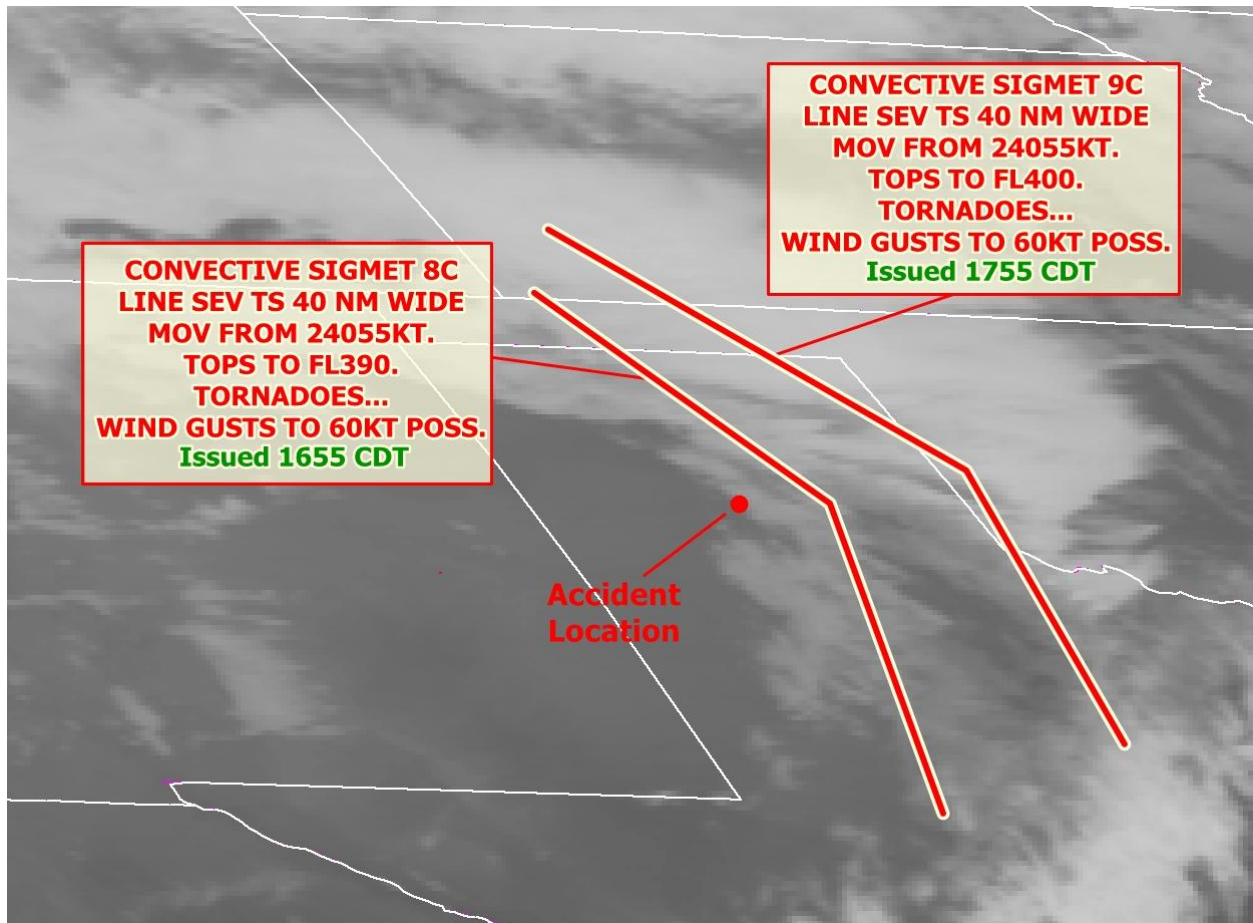 CONVECTIVE SIGMET 9C
LINE SEV TS 40 NM WIDE
MOV FROM 24055KT.
TOPS TO FL400.
TORNADOES...
WIND GUSTS TO 60KT POSS.
Issued 1755 CDT
CONVECTIVE SIGMET 8C
LINE SEV TS 40 NM WIDE
MOV FROM 24055KT.
TOPS TO FL390.
TORNADOES...
WIND GUSTS TO 60KT POSS.
Issued 1655 CDT
Accident
Location